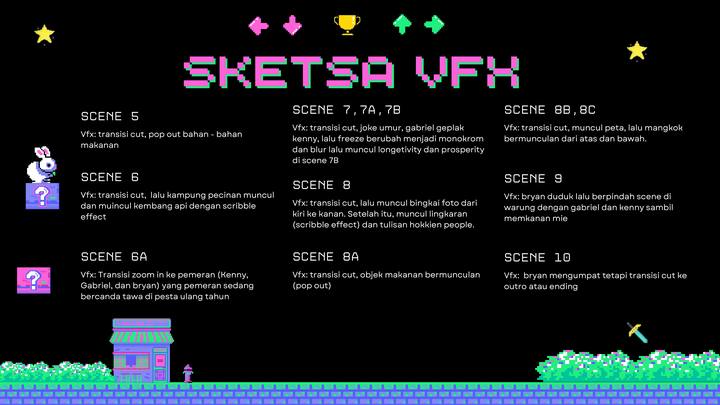 SKETSA VFX
SCENE 5
Vfx: transisi cut, pop out bahan - bahan
makanan
SCENE 6
Vfx: transisi cut, lalu kampung pecinan muncul
dan muincul kembang api dengan scribble
effect
SCENE 6A
Vfx: Transisi zoom in ke pemeran (Kenny,
Gabriel, dan bryan) yang pemeran sedang
bercanda tawa di pesta ulang tahun
SCENE 7,7A,7B
Vfx: transisi cut, joke umur, gabriel geplak
kenny, lalu freeze berubah menjadi monokrom
dan blur lalu muncul longetivity dan prosperity
di scene 7B
SCENE 8
Vfx: transisi cut, lalu muncul bingkai foto dari
kiri ke kanan. Setelah itu, muncul lingkaran
(scribble effect) dan tulisan hokkien people.
SCENE 8A
Vfx: transisi cut, objek makanan bermunculan
(pop out)
SCENE 8B,8C
Vfx: transisi cut, muncul peta, lalu mangkok
bermunculan dari atas dan bawah.
SCENE 9
Vfx: bryan duduk lalu berpindah scene di
warung dengan gabriel dan kenny sambil
memkanan mie
SCENE 10
Vfx: bryan mengumpat tetapi transisi cut ke
outro atau ending